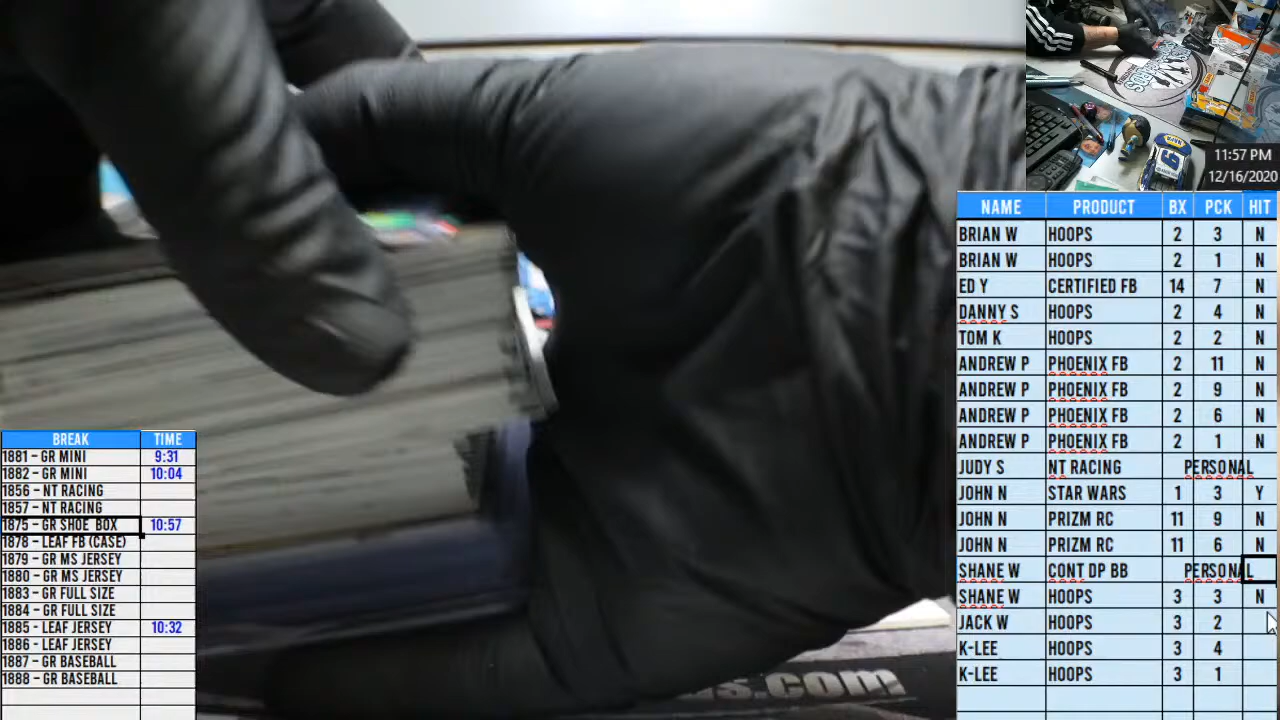 11:57 PM
12/16/2020
NAME PRODUCT BX PCK HIT
BRIAN W HOOPS 2 3 N
BRIAN W HOOPS 2 1 N
ED Y CERTIFIED FB 14 7 N
DANNY S HOOPS 2 4 N
TOM K HOOPS 2 2 N
ANDREW P PHOENIX FB 2 11 N
ANDREW P PHOENIX FB 2 9 N
ANDREW P PHOENIX FB 2 6 N
ANDREW P PHOENIX FB 2 1 N
JUDY S NT RACING PERSONAL
JOHN N STAR WARS 1 3 Y
JOHN N PRIZM RC 11 9 N
JOHN N PRIZM RC 11 6 N
SHANE W CONT DP BB PERSONAL
SHANE W HOOPS 3 3 N
JACK W HOOPS 3 2
K-LEE HOOPS 3 4
K-LEE HOOPS 3 1
BREAK TIME
1881 - GR MINI 9:31
1882 - GR MINI 10:04
1856 - NT RACING
1857 - NT RACING
1875 - GR SHOE BOX 10:57
1878 - LEAF FB (CASE)
1879 - GR MS JERSEY
1880 - GR MS JERSEY
1883 - GR FULL SIZE
1884 - GR FULL SIZE
1885 - LEAF JERSEY 10:32
1886 - LEAF JERSEY
1887 - GR BASEBALL
1888 - GR BASEBALL
s.com